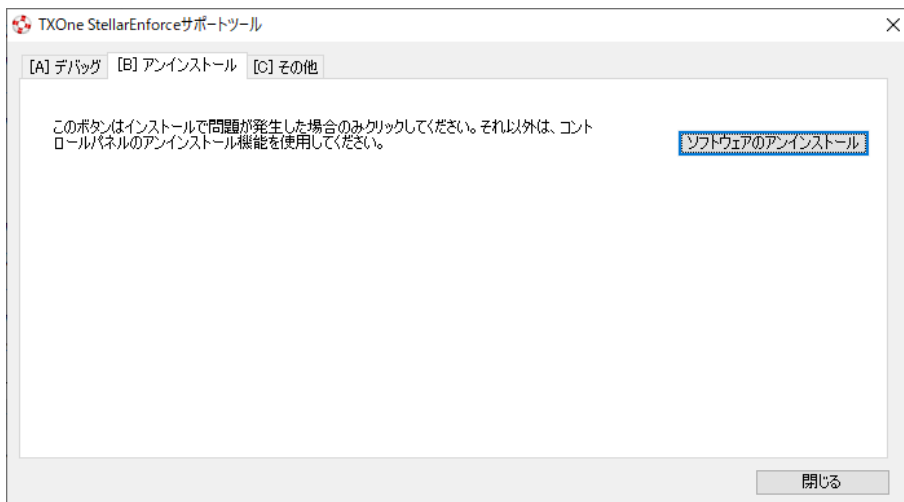 TXOne StellarEnforceサポートツール
[A] デバッグ [B] アンインストール [C] その他
このボタンはインストールで問題が発生した場合のみクリックしてください。それ以外は、コント
ロールパネルのアンインストール機能を使用してください。
ソフトウェアのアンインストール
閉じる